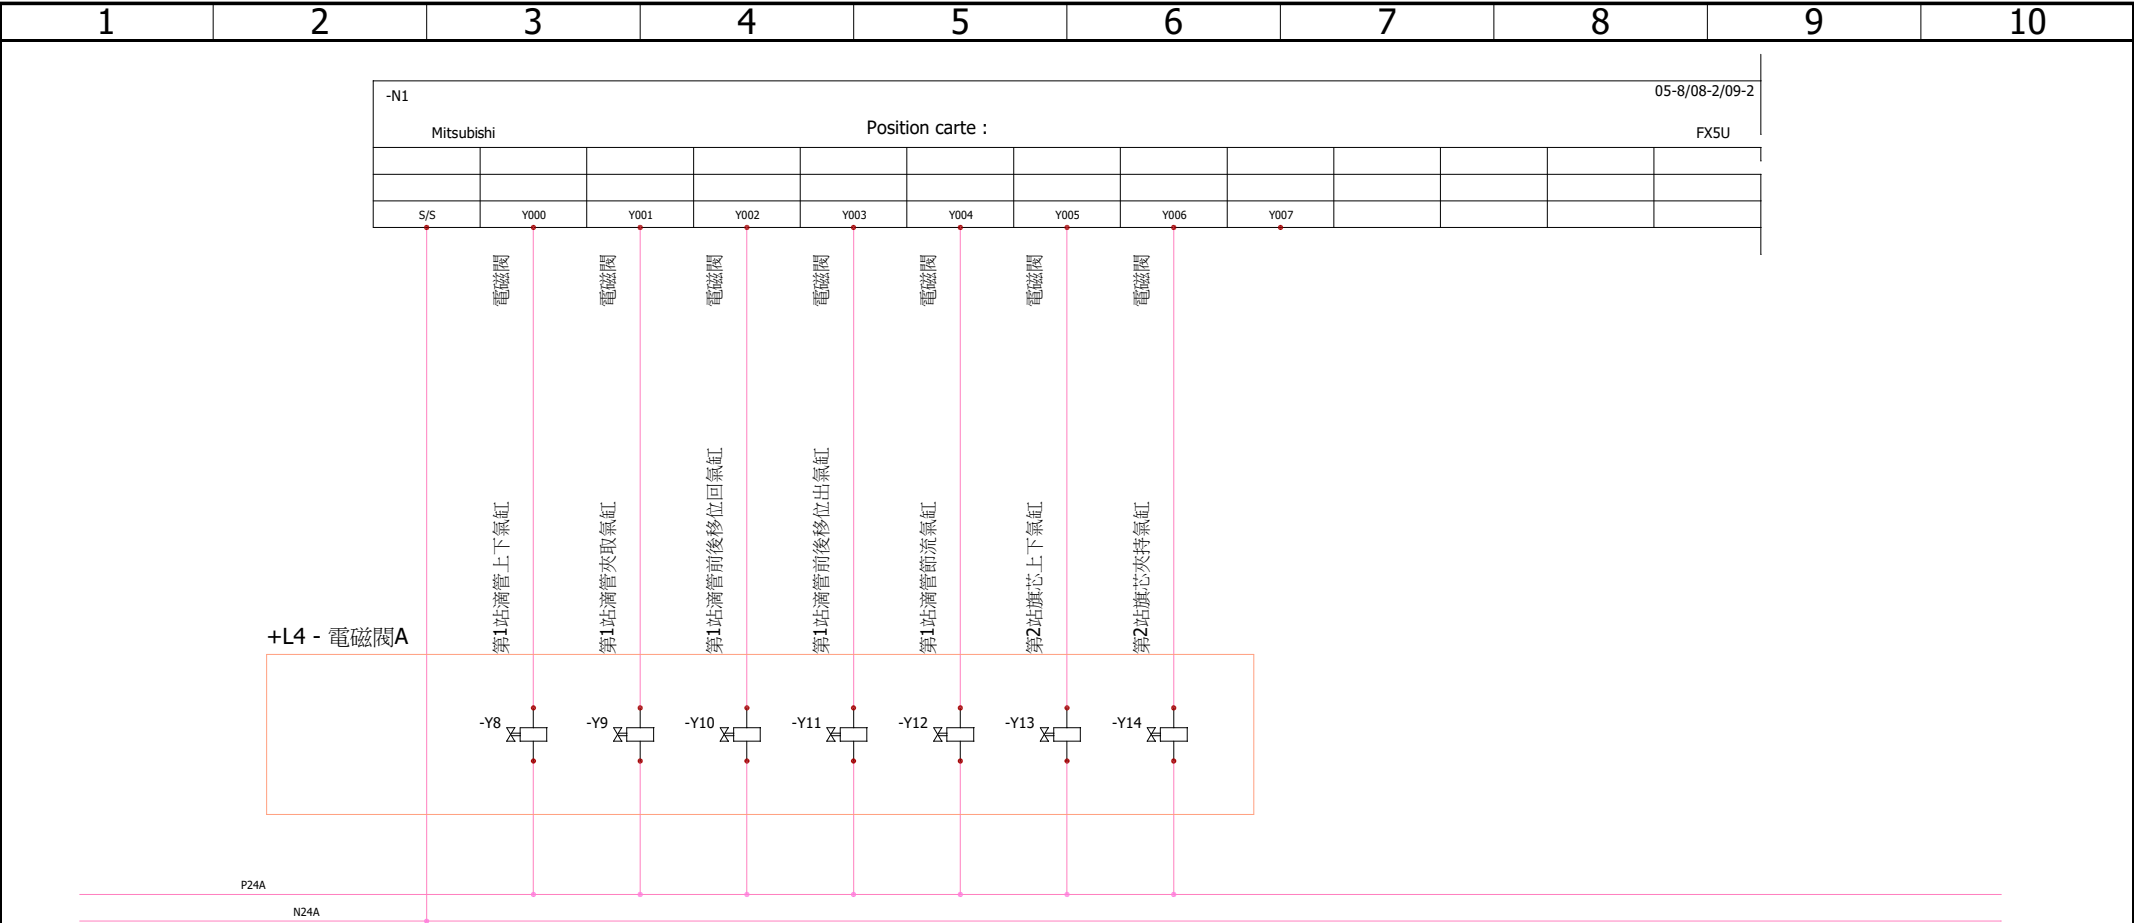 1 2 3 4 5 6 7 8 9 10
-N1 05-8/08-2/09-2
Mitsubishi Position carte : FX5U
S/S Y000 Y001 Y002 Y003 Y004 Y005 Y006 Y007
電磁閥
電磁閥
電磁閥
電磁閥
電磁閥
電磁閥
電磁閥
第1站滴管上下氣缸
第1站滴管夾取氣缸
第1站滴管前後移位回氣缸
第1站滴管前後移位出氣缸
第1站滴管節流氣缸
第2站旗芯上下氣缸
第2站旗芯夾持氣缸
+L4 - 電磁閥A
-Y8 -Y9 -Y10 -Y11 -Y12 -Y13 -Y14
P24A
N24A